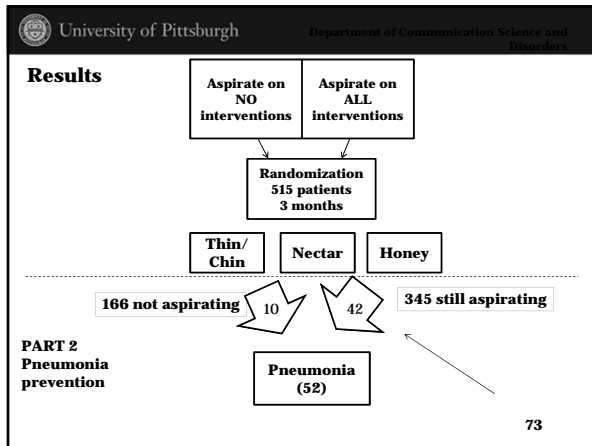 University of Pittsburgh
Department of Communication Science and
Disorders
Results
Aspirate on
NO
interventions
Aspirate on
ALL
interventions
Randomization
515 patients
3 months
Thin/
Chin
Nectar
Honey
166 not aspirating
10
42
345 still aspirating
PART 2
Pneumonia
prevention
Pneumonia
(52)
73